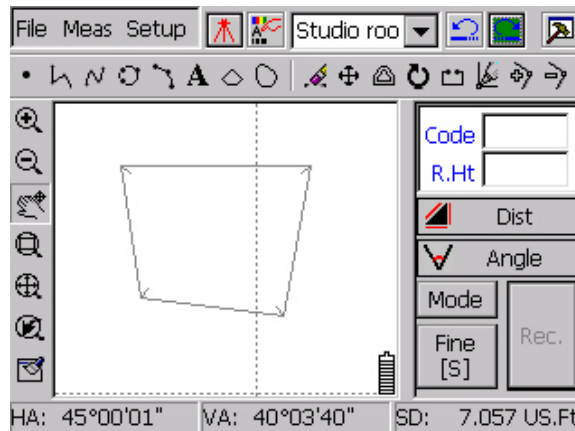 File Meas Setup Studio roo
A
Code
R.Ht
Dist
Angle
Mode
Fine
[S]
Rec.
HA: 45°00'01" VA: 40°03'40" SD: 7.057 US.Ft